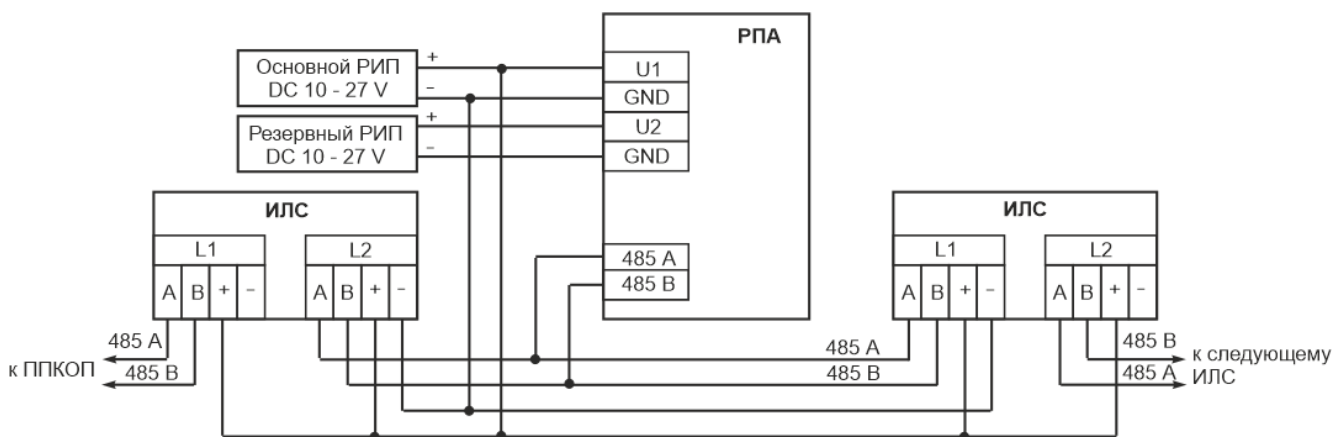 РПА
Основной РИП
DC 10 - 27 V
+
−
U1
GND
Резервный РИП
DC 10 - 27 V
+
−
U2
GND
ИЛС
L1
L2
A B + -
A B + -
485 A
485 B
ИЛС
L1
L2
A B + -
A B + -
485 A
485 B
к ППКОП
485 A
485 B
485 B
485 A
к следующему
ИЛС